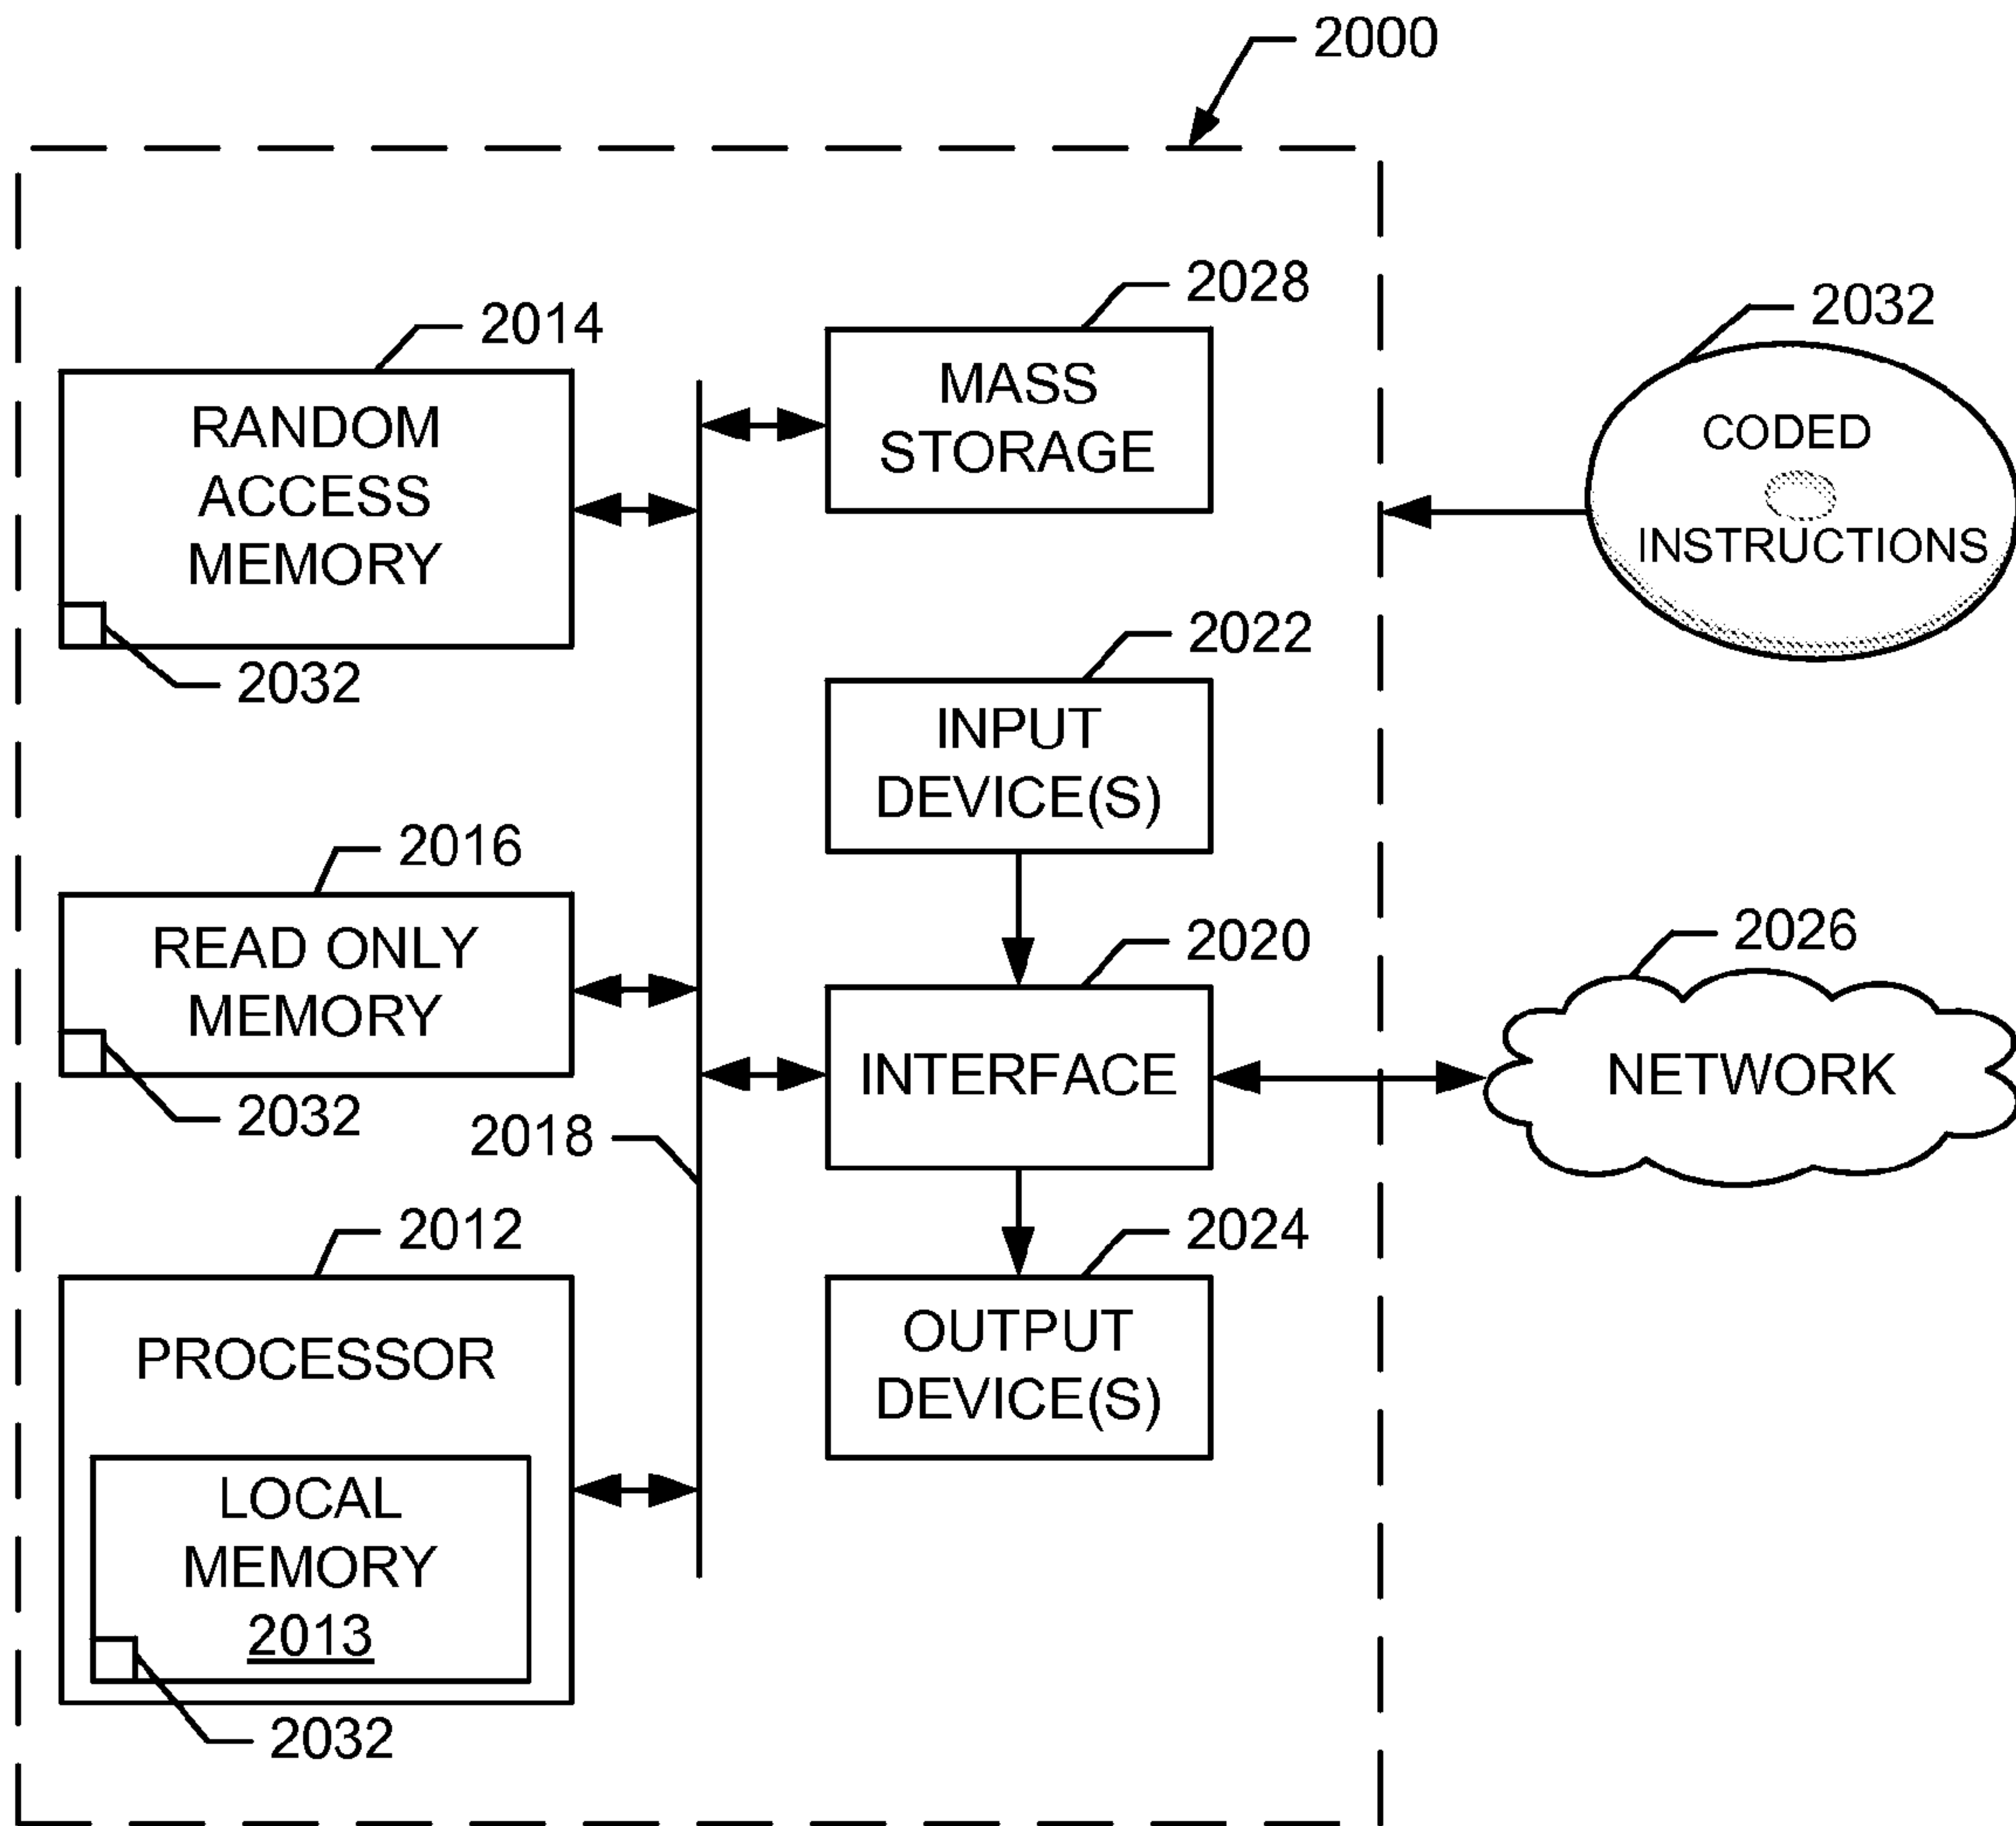 2000
2014
RANDOM
ACCESS
MEMORY
2032
2028
MASS
STORAGE
2032
CODED
INSTRUCTIONS
2022
INPUT
DEVICE(S)
2016
READ ONLY
MEMORY
2032
2018
2020
INTERFACE
2026
NETWORK
2012
PROCESSOR
LOCAL
MEMORY
2013
2032
2024
OUTPUT
DEVICE(S)